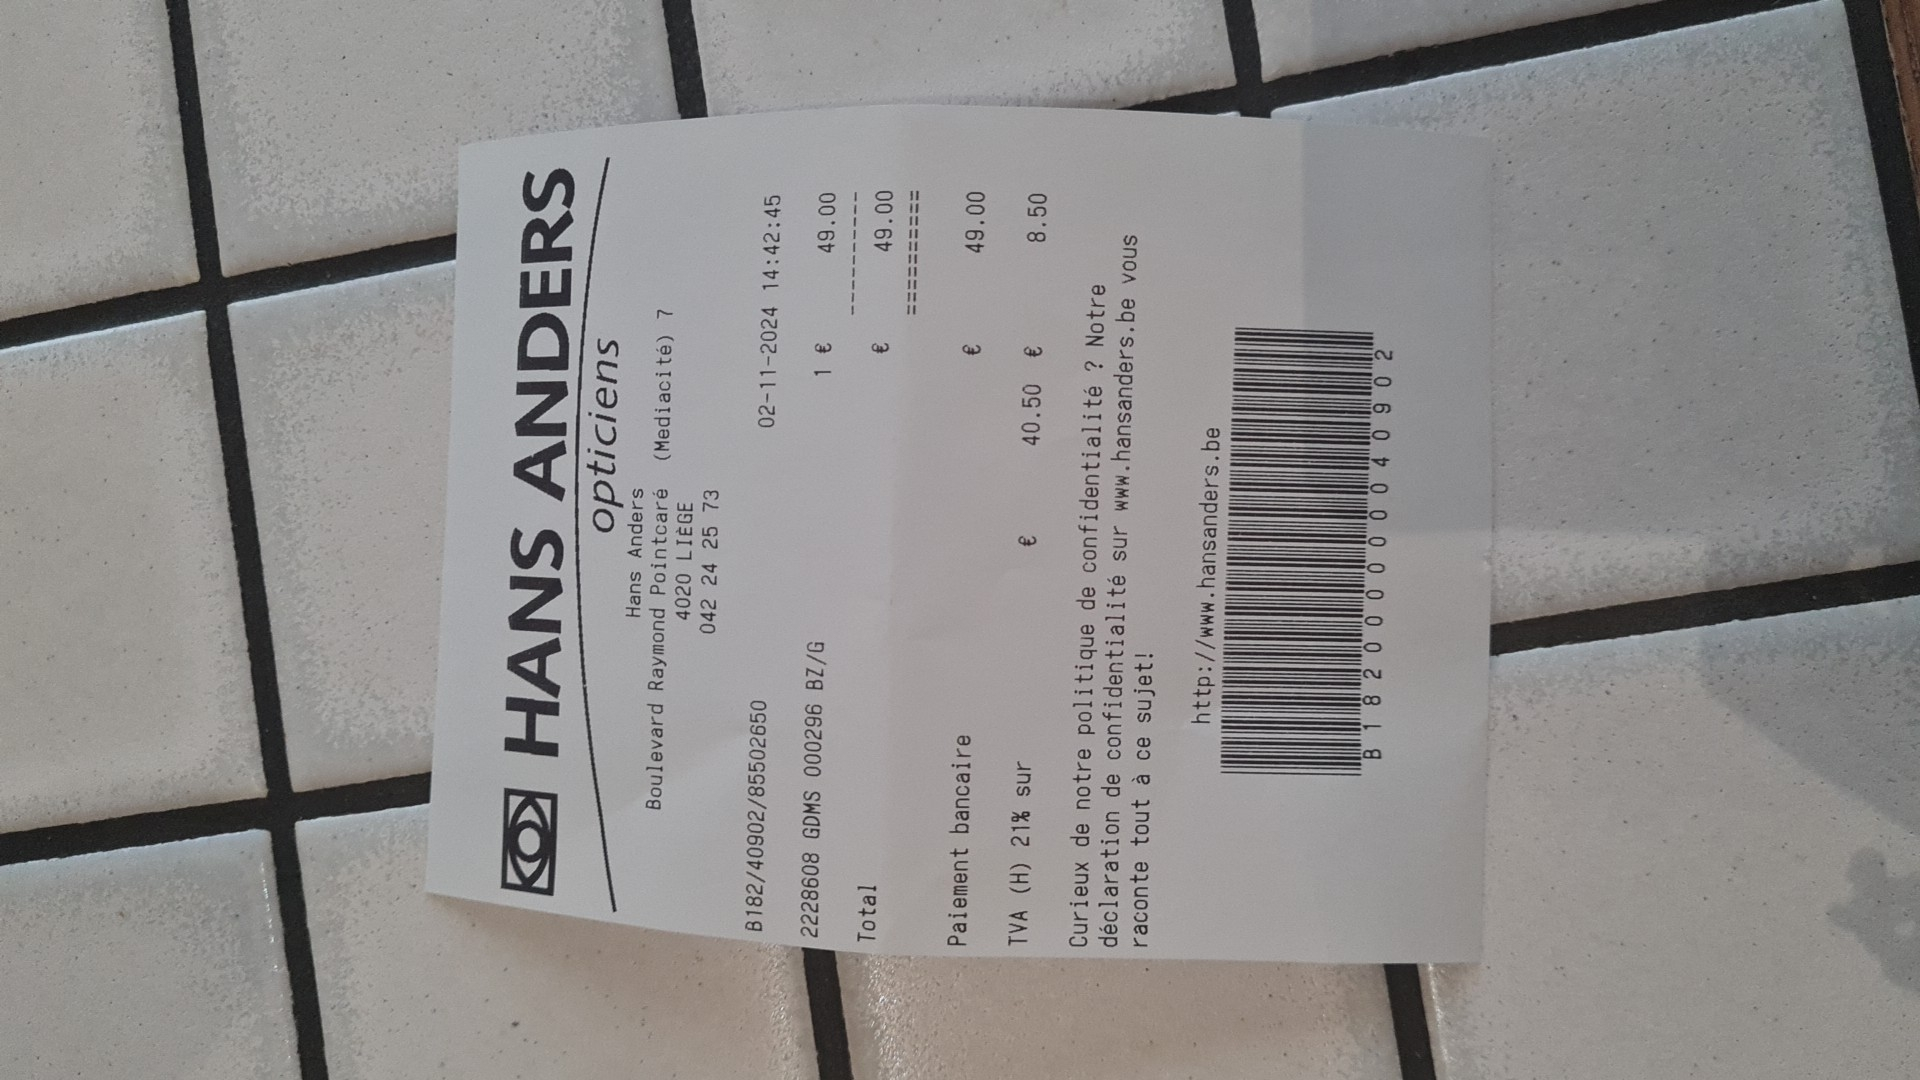 HANS ANDERS
opticiens
Hans Anders
Boulevard Raymond Pointcaré (Mediacité) 7
4020 LIÈGE
042 24 25 73
B182/40902/85502650 02-11-2024 14:42:45
2228608 GDMS 000296 BZ/G 1 € 49.00
----------
Total € 49.00
==========
Paiement bancaire € 49.00
TVA (H) 21% sur € 40.50 € 8.50
Curieux de notre politique de confidentialité ? Notre
déclaration de confidentialité sur www.hansanders.be vous
raconte tout à ce sujet!
http://www.hansanders.be
B182000000040902